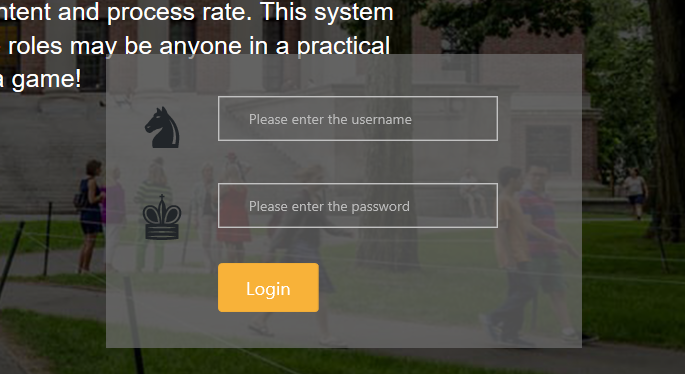 ntent and process rate. This system
roles may be anyone in a practical
a game!
Please enter the username
Please enter the password
Login